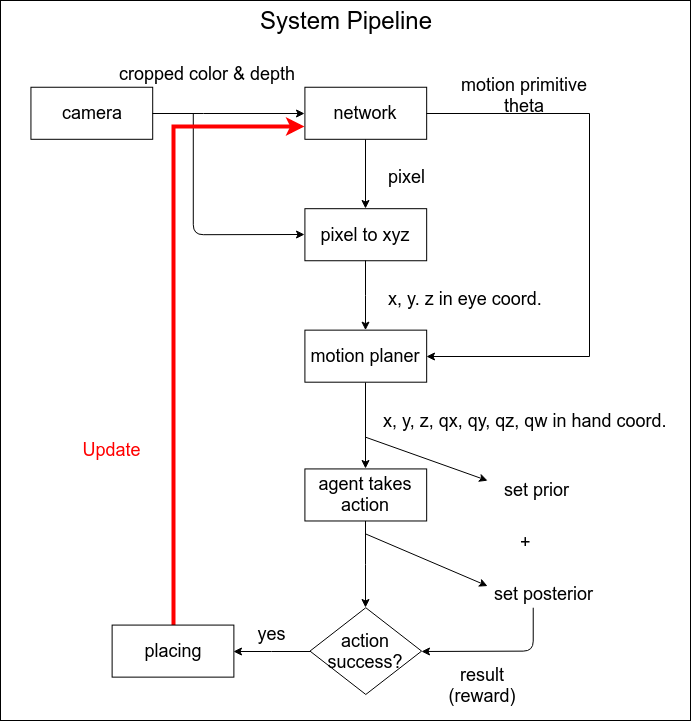 System Pipeline
cropped color & depth
camera
network
motion primitive
theta
pixel
pixel to xyz
x, y. z in eye coord.
motion planer
x, y, z, qx, qy, qz, qw in hand coord.
Update
agent takes
action
set prior
+
set posterior
yes
action
success?
placing
result
(reward)